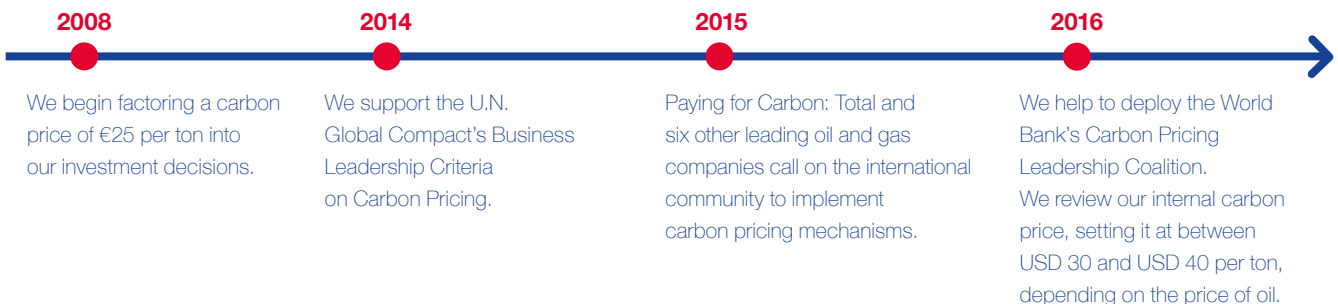 2008
We begin factoring a carbon
price of €25 per ton into
our investment decisions.
2014
We support the U.N.
Global Compact's Business
Leadership Criteria
on Carbon Pricing.
2015
Paying for Carbon: Total and
six other leading oil and gas
companies call on the international
community to implement
carbon pricing mechanisms.
2016
We help to deploy the World
Bank's Carbon Pricing
Leadership Coalition.
We review our internal carbon
price, setting it at between
USD 30 and USD 40 per ton,
depending on the price of oil.